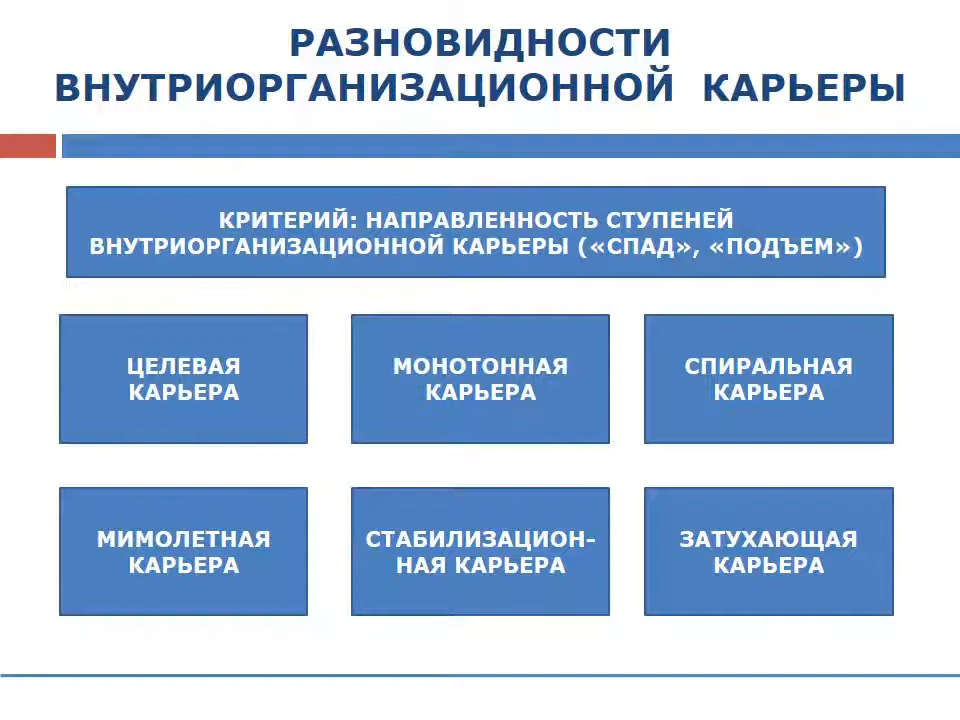 РАЗНОВИДНОСТИ
ВНУТРИОРГАНИЗАЦИОННОЙ КАРЬЕРЫ
КРИТЕРИЙ: НАПРАВЛЕННОСТЬ СТУПЕНЕЙ
ВНУТРИОРГАНИЗАЦИОННОЙ КАРЬЕРЫ («СПАД», «ПОДЪЕМ»)
ЦЕЛЕВАЯ
КАРЬЕРА
МОНОТОННАЯ
КАРЬЕРА
СПИРАЛЬНАЯ
КАРЬЕРА
МИМОЛЕТНАЯ
КАРЬЕРА
СТАБИЛИЗАЦИОН-
НАЯ КАРЬЕРА
ЗАТУХАЮЩАЯ
КАРЬЕРА